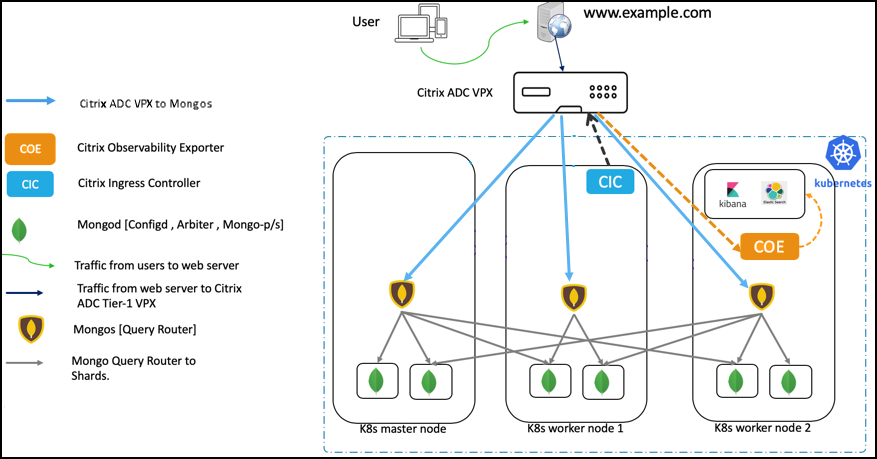 User
www.example.com
Citrix ADC VPX
Citrix ADC VPX to Mongos
COE
Citrix Observability Exporter
CIC
Citrix Ingress Controller
Mongod [Configd , Arbiter , Mongo-p/s]
Traffic from users to web server
Traffic from web server to Citrix
ADC Tier-1 VPX
Mongos [Query Router]
Mongo Query Router to
Shards.
CIC
kubernetes
kibana
Elastic Search
COE
K8s master node
K8s worker node 1
K8s worker node 2